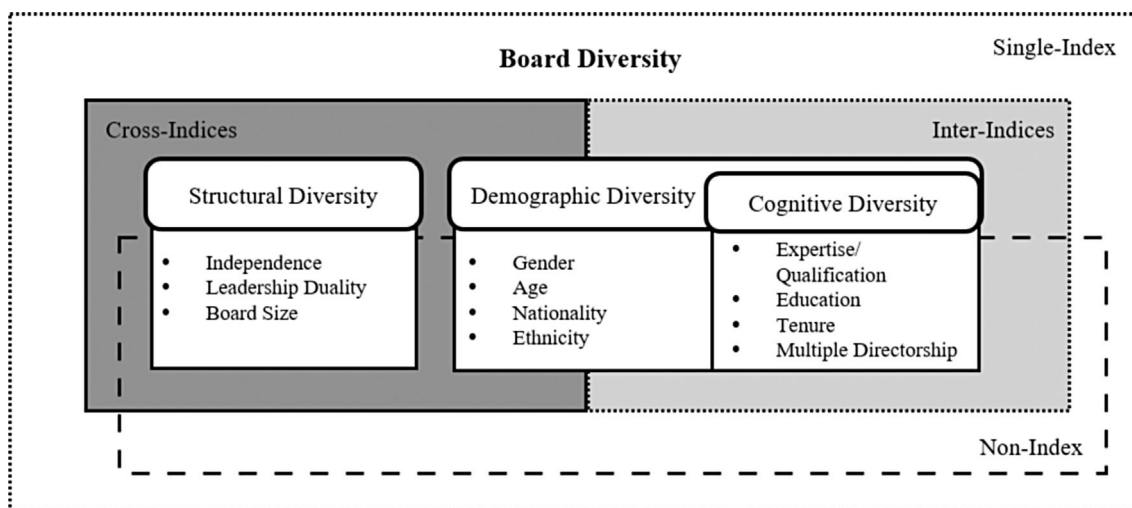 Single-Index
Board Diversity
Cross-Indices
Inter-Indices
Structural Diversity
Demographic Diversity
Cognitive Diversity
• Independence
• Leadership Duality
• Board Size
• Gender
• Age
• Nationality
• Ethnicity
• Expertise/
Qualification
• Education
• Tenure
• Multiple Directorship
Non-Index